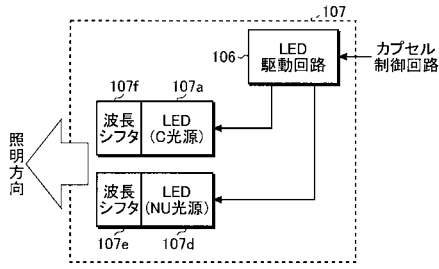 107
106
LED
駆動回路
カプセル
制御回路
107f
107a
波長
シフタ
LED
(C光源)
照明方向
波長
シフタ
LED
(NU光源)
107e
107d